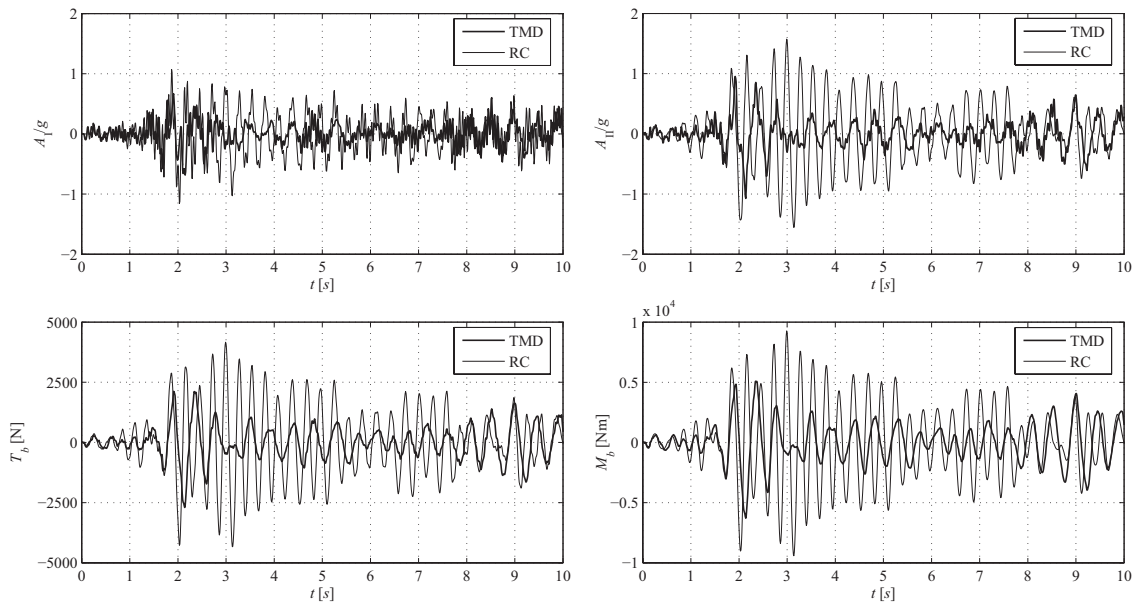 2
1
0
−1
−2
A_I/g
TMD
RC
0 1 2 3 4 5 6 7 8 9 10
t [s]
2
1
0
−1
−2
A_II/g
TMD
RC
0 1 2 3 4 5 6 7 8 9 10
t [s]
5000
2500
0
−2500
−5000
T_b [N]
TMD
RC
0 1 2 3 4 5 6 7 8 9 10
t [s]
x 10^4
1
0.5
0
−0.5
−1
M_b [Nm]
TMD
RC
0 1 2 3 4 5 6 7 8 9 10
t [s]